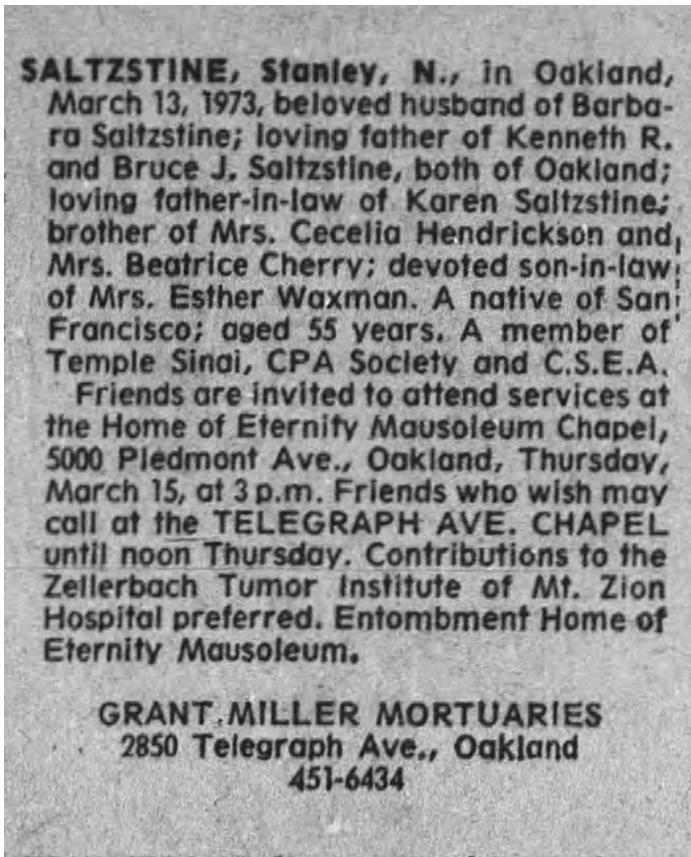 SALTZSTINE, Stanley, N., in Oakland,
March 13, 1973, beloved husband of Barba-
ra Saltzstine; loving father of Kenneth R.
and Bruce J. Saltzstine, both of Oakland;
loving father-in-law of Karen Saltzstine;
brother of Mrs. Cecelia Hendrickson and
Mrs. Beatrice Cherry; devoted son-in-law
of Mrs. Esther Waxman. A native of San
Francisco; aged 55 years. A member of
Temple Sinai, CPA Society and C.S.E.A.
Friends are invited to attend services at
the Home of Eternity Mausoleum Chapel,
5000 Piedmont Ave., Oakland, Thursday,
March 15, at 3 p.m. Friends who wish may
call at the TELEGRAPH AVE. CHAPEL
until noon Thursday. Contributions to the
Zellerbach Tumor Institute of Mt. Zion
Hospital preferred. Entombment Home of
Eternity Mausoleum.
GRANT MILLER MORTUARIES
2850 Telegraph Ave., Oakland
451-6434